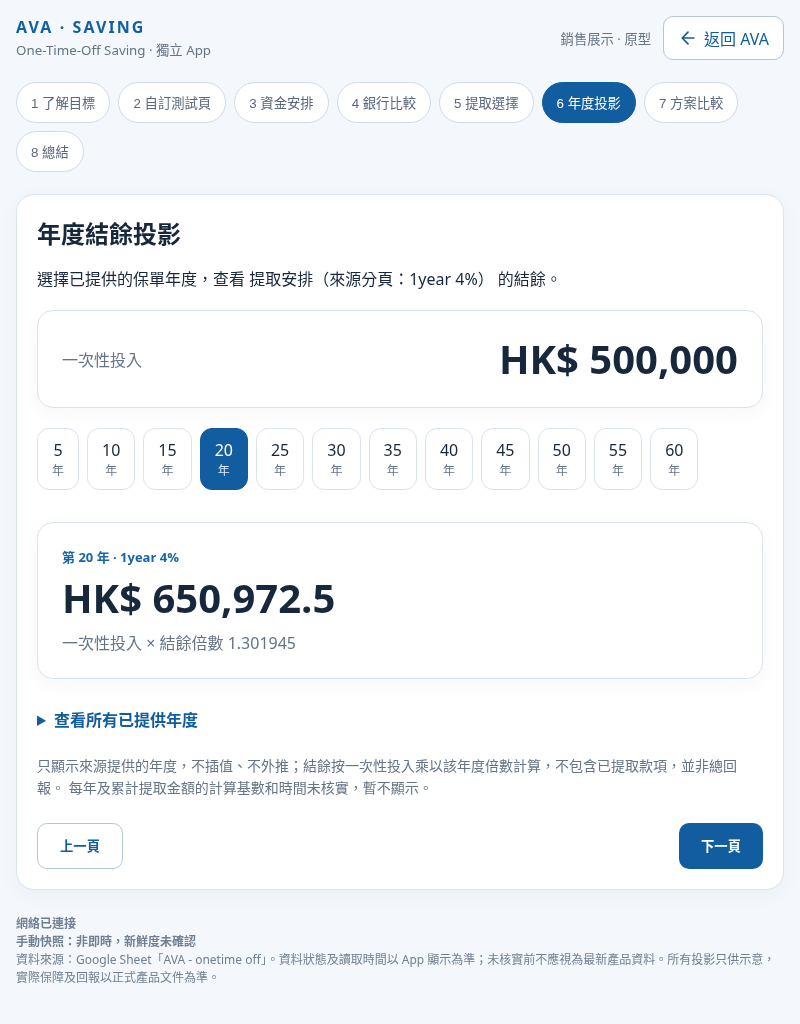 AVA · SAVING
One-Time-Off Saving · 獨立 App
銷售展示 · 原型
← 返回 AVA
1 了解目標
2 自訂測試頁
3 資金安排
4 銀行比較
5 提取選擇
6 年度投影
7 方案比較
8 總結
年度結餘投影
選擇已提供的保單年度，查看 提取安排（來源分頁：1year 4%） 的結餘。
一次性投入
HK$ 500,000
5 年
10 年
15 年
20 年
25 年
30 年
35 年
40 年
45 年
50 年
55 年
60 年
第 20 年 · 1year 4%
HK$ 650,972.5
一次性投入 × 結餘倍數 1.301945
查看所有已提供年度
只顯示來源提供的年度，不插值、不外推；結餘按一次性投入乘以該年度倍數計算，不包含已提取款項，並非總回
報。 每年及累計提取金額的計算基數和時間未核實，暫不顯示。
上一頁
下一頁
網絡已連接
手動快照：非即時，新鮮度未確認
資料來源：Google Sheet「AVA - onetime off」。資料狀態及讀取時間以 App 顯示為準；未核實前不應視為最新產品資料。所有投影只供示意，
實際保障及回報以正式產品文件為準。